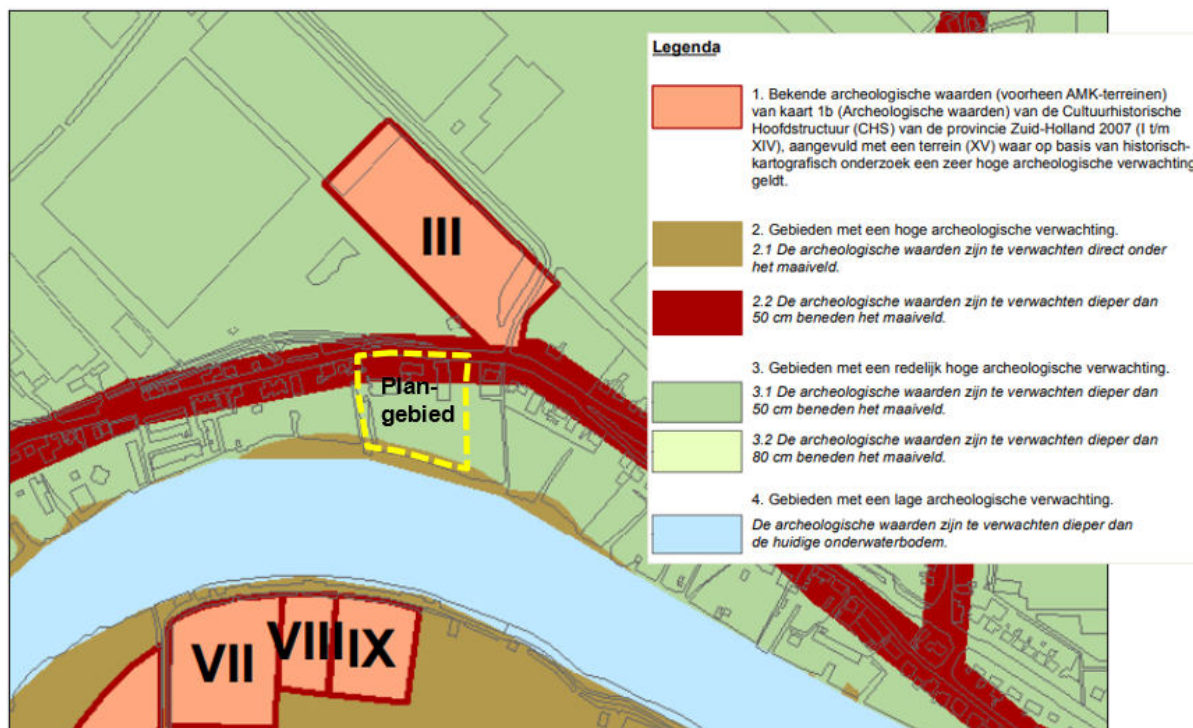 Legenda
1. Bekende archeologische waarden (voorheen AMK-terreinen)
van kaart 1b (Archeologische waarden) van de Cultuurhistorische
Hoofdstructuur (CHS) van de provincie Zuid-Holland 2007 (I t/m
XIV), aangevuld met een terrein (XV) waar op basis van historisch-
kartografisch onderzoek een zeer hoge archeologische verwachting
geldt.
2. Gebieden met een hoge archeologische verwachting.
2.1 De archeologische waarden zijn te verwachten direct onder
het maaiveld.
2.2 De archeologische waarden zijn te verwachten dieper dan
50 cm beneden het maaiveld.
3. Gebieden met een redelijk hoge archeologische verwachting.
3.1 De archeologische waarden zijn te verwachten dieper dan
50 cm beneden het maaiveld.
3.2 De archeologische waarden zijn te verwachten dieper dan
80 cm beneden het maaiveld.
4. Gebieden met een lage archeologische verwachting.
De archeologische waarden zijn te verwachten dieper dan
de huidige onderwaterbodem.
III
Plan-
gebied
VII
VIII
IX